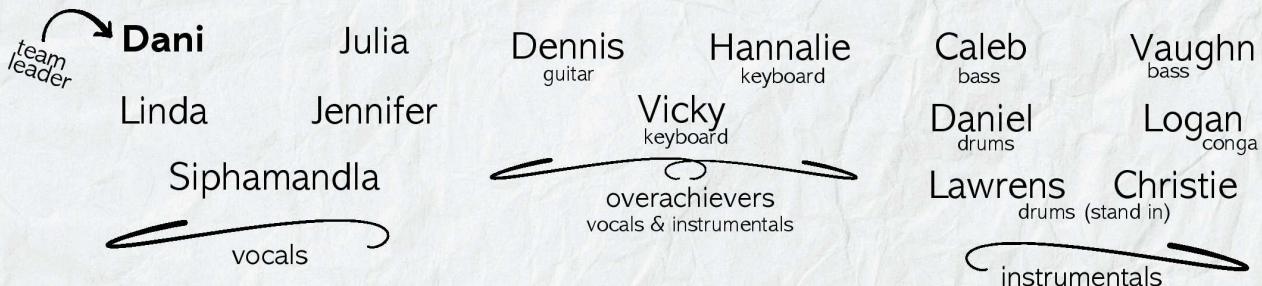 team
leader
Dani
Julia
Linda
Jennifer
Siphamandla
vocals
Dennis
guitar
Hannalie
keyboard
Vicky
keyboard
overachievers
vocals & instrumentals
Caleb
bass
Vaughn
bass
Daniel
drums
Logan
conga
Lawrens
Christie
drums (stand in)
instrumentals